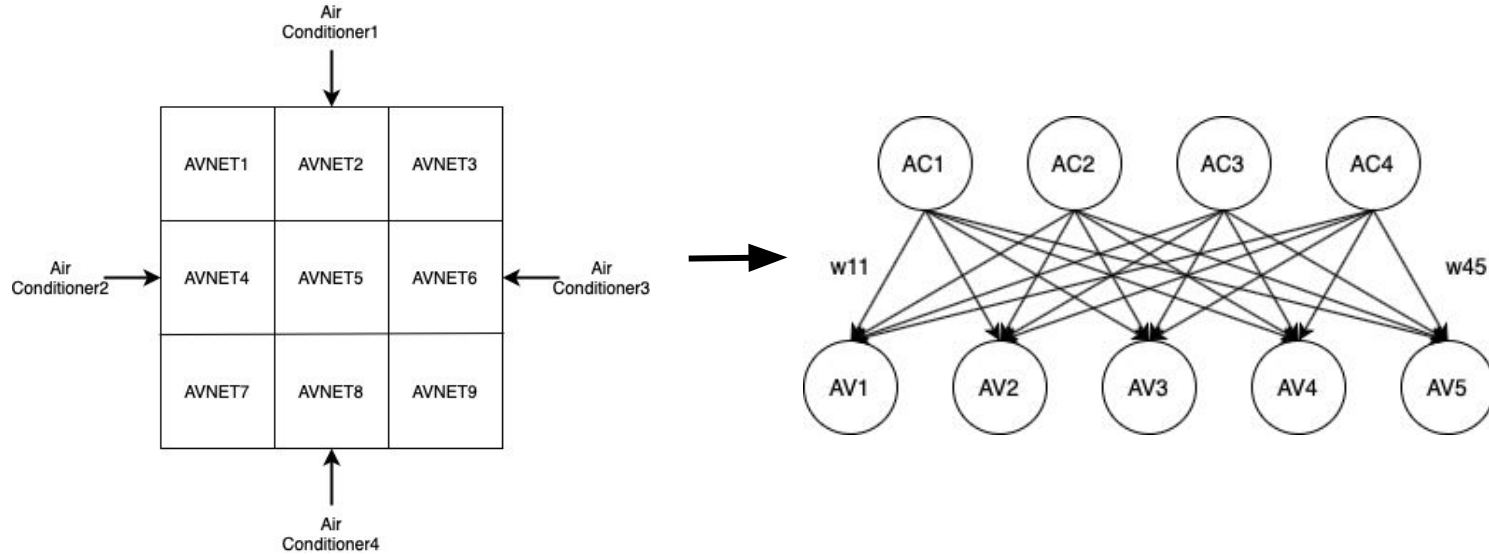 Air
Conditioner1
AVNET1
AVNET2
AVNET3
Air
Conditioner2
AVNET4
AVNET5
AVNET6
Air
Conditioner3
AVNET7
AVNET8
AVNET9
Air
Conditioner4
AC1
AC2
AC3
AC4
w11
w45
AV1
AV2
AV3
AV4
AV5